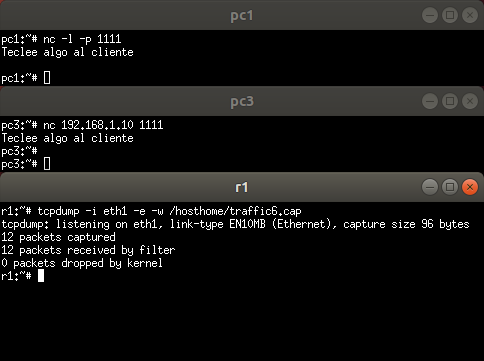 pc1
pc1:~# nc -l -p 1111
Teclee algo al cliente
pc1:~#
pc3
pc3:~# nc 192.168.1.10 1111
Teclee algo al cliente
pc3:~#
pc3:~#
r1
r1:~# tcpdump -i eth1 -e -w /hosthome/traffic6.cap
tcpdump: listening on eth1, link-type EN10MB (Ethernet), capture size 96 bytes
12 packets captured
12 packets received by filter
0 packets dropped by kernel
r1:~#